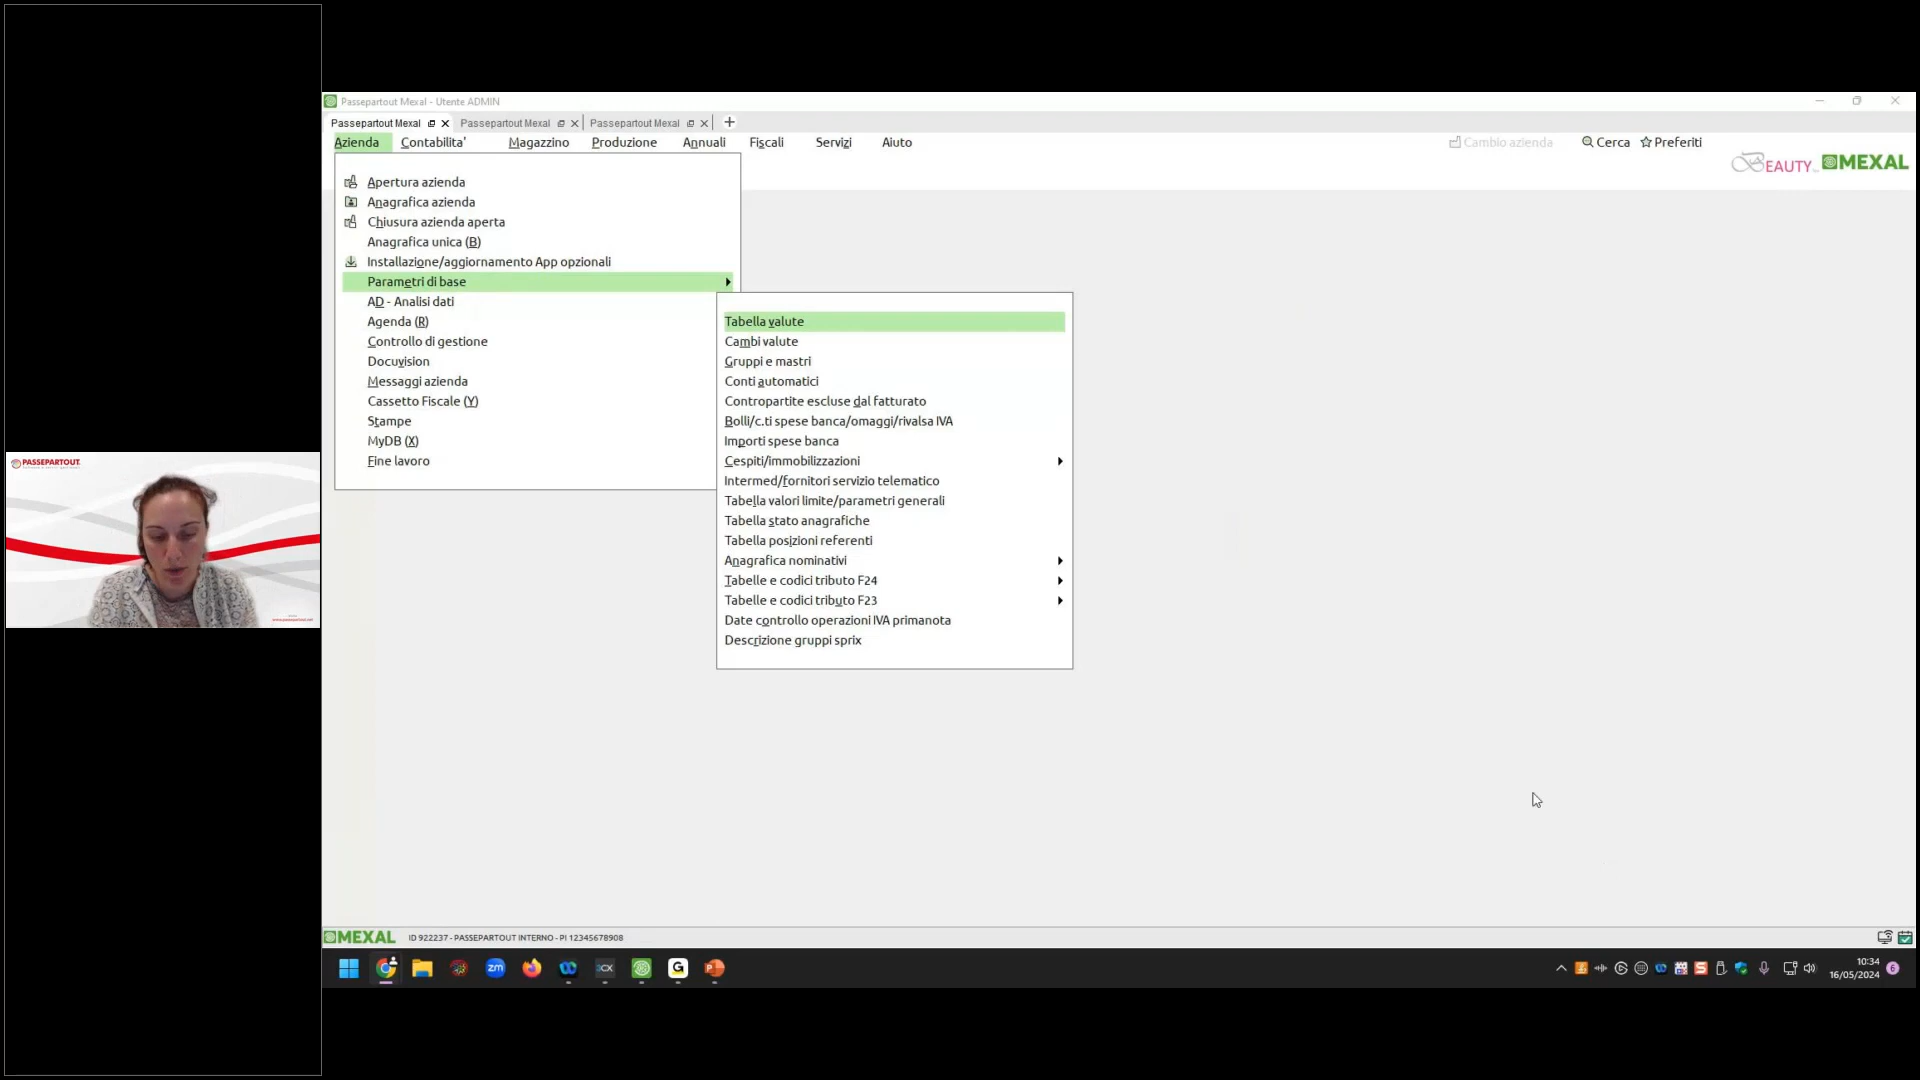 Passepartout Mexal - Utente ADMIN
Passepartout Mexal
Passepartout Mexal
Passepartout Mexal
Azienda
Contabilita'
Magazzino
Produzione
Annuali
Fiscali
Servizi
Aiuto
Cambio azienda
Cerca
Preferiti
BEAUTY
MEXAL
Apertura azienda
Anagrafica azienda
Chiusura azienda aperta
Anagrafica unica (B)
Installazione/aggiornamento App opzionali
Parametri di base
AD - Analisi dati
Agenda (R)
Controllo di gestione
Docuvision
Messaggi azienda
Cassetto Fiscale (Y)
Stampe
MyDB (X)
Fine lavoro
Tabella valute
Cambi valute
Gruppi e mastri
Conti automatici
Contropartite escluse dal fatturato
Bolli/c.ti spese banca/omaggi/rivalsa IVA
Importi spese banca
Cespiti/immobilizzazioni
Intermed/fornitori servizio telematico
Tabella valori limite/parametri generali
Tabella stato anagrafiche
Tabella posizioni referenti
Anagrafica nominativi
Tabelle e codici tributo F24
Tabelle e codici tributo F23
Date controllo operazioni IVA primanota
Descrizione gruppi sprix
PASSEPARTOUT
MEXAL
ID 922237 - PASSEPARTOUT INTERNO - PI 12345678908
zm
CX
G
P
10:34
16/05/2024
6